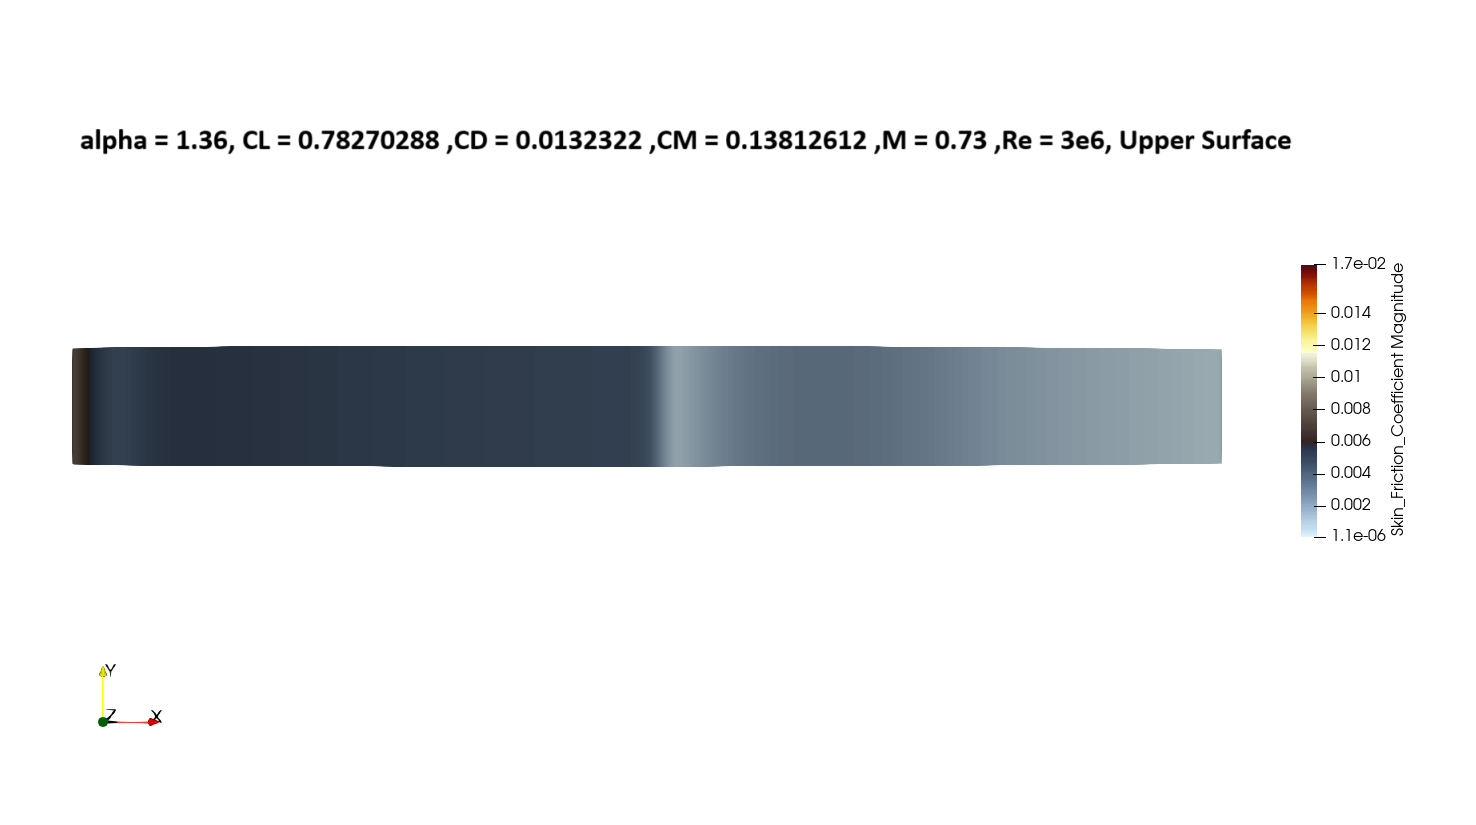 alpha = 1.36, CL = 0.78270288 ,CD = 0.0132322 ,CM = 0.13812612 ,M = 0.73 ,Re = 3e6, Upper Surface
1.7e-02
0.014
0.012
0.01
0.008
0.006
0.004
0.002
1.1e-06
Skin_Friction_Coefficient Magnitude
Y
Z
X